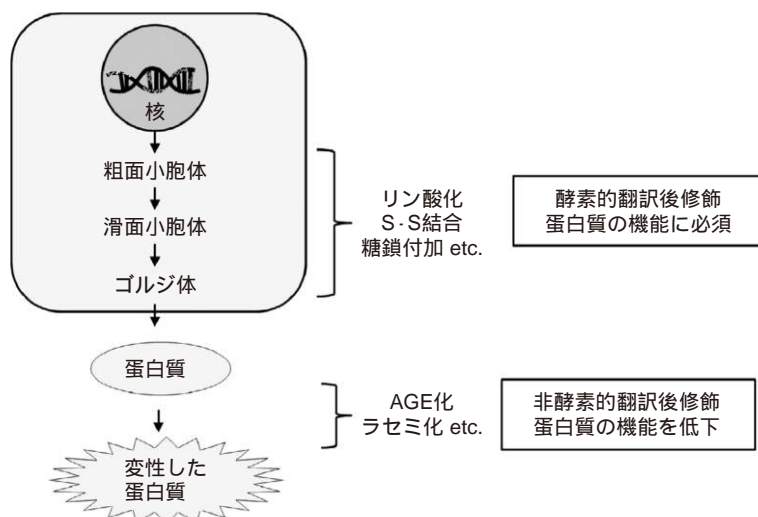 核
粗面小胞体
滑面小胞体
ゴルジ体
リン酸化
S·S結合
糖鎖付加 etc.
酵素的翻訳後修飾
蛋白質の機能に必須
蛋白質
AGE化
ラセミ化 etc.
非酵素的翻訳後修飾
蛋白質の機能を低下
変性した
蛋白質